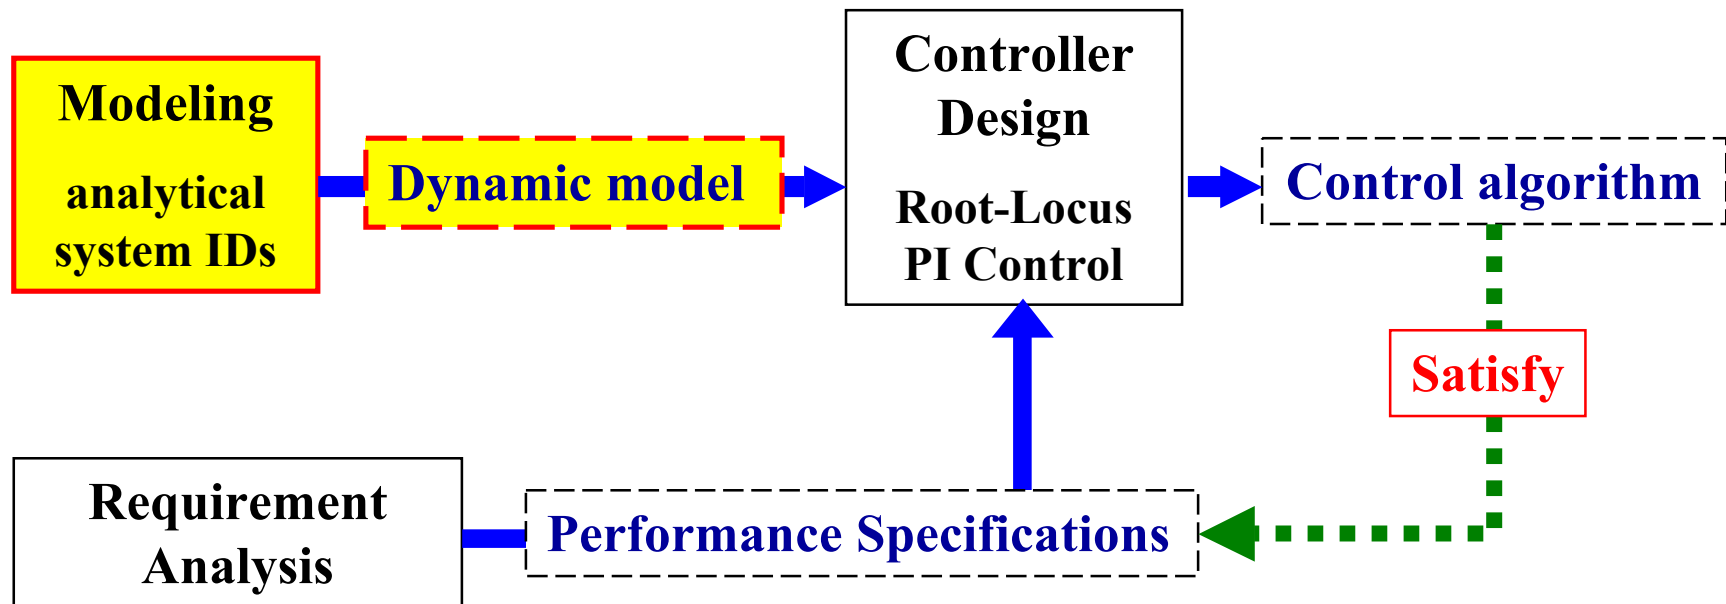 Modeling
analytical
system IDs
Dynamic model
Controller
Design
Root-Locus
PI Control
Control algorithm
Satisfy
Requirement
Analysis
Performance Specifications